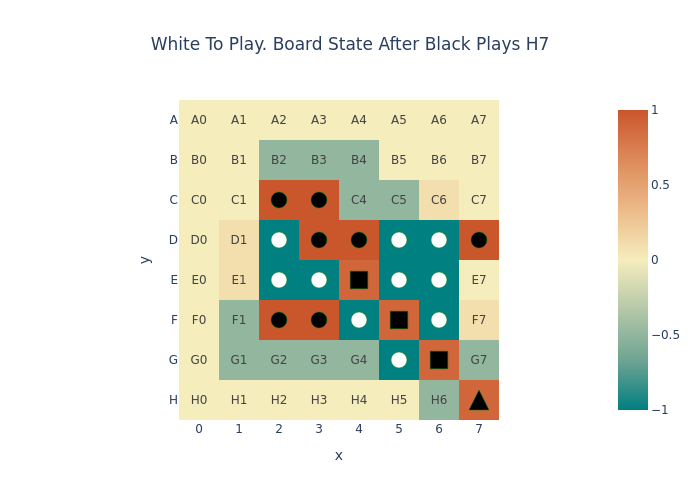 White To Play. Board State After Black Plays H7
A A0 A1 A2 A3 A4 A5 A6 A7
B B0 B1 B2 B3 B4 B5 B6 B7
C C0 C1 C4 C5 C6 C7
D D0 D1
E E0 E1 E7
F F0 F1 F7
G G0 G1 G2 G3 G4 G7
H H0 H1 H2 H3 H4 H5 H6
0 1 2 3 4 5 6 7
x
y
1
0.5
0
−0.5
−1